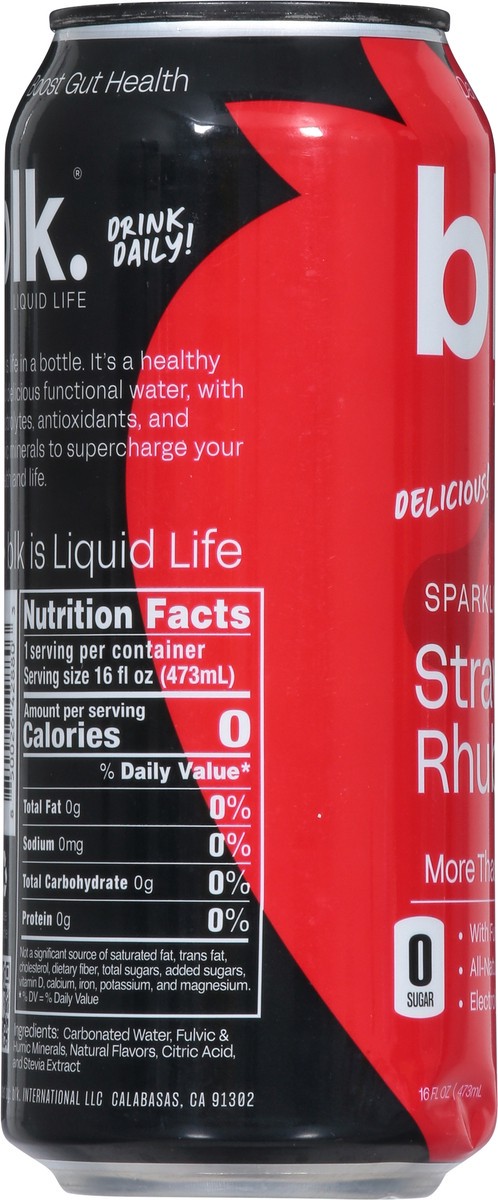 Boost Gut Health
blk.®
DRINK
DAILY!
LIQUID LIFE
life in a bottle. It's a healthy
delicious functional water, with
antioxidants, and
minerals to supercharge your
and life.
blk is Liquid Life
Nutrition Facts
1 serving per container
Serving size 16 fl oz (473mL)
Amount per serving
Calories 0
% Daily Value*
Total Fat 0g 0%
Sodium 0mg 0%
Total Carbohydrate 0g 0%
Protein 0g 0%
Not a significant source of saturated fat, trans fat,
cholesterol, dietary fiber, total sugars, added sugars,
vitamin D, calcium, iron, potassium, and magnesium.
*% DV = % Daily Value
Ingredients: Carbonated Water, Fulvic &
Humic Minerals, Natural Flavors, Citric Acid,
and Stevia Extract
blk. INTERNATIONAL LLC CALABASAS, CA 91302
b
DELICIOUS!
SPARKL
Stra
Rhu
More Tha
0
SUGAR
• With F
• All-Nat
• Electro
16 FL OZ (473mL